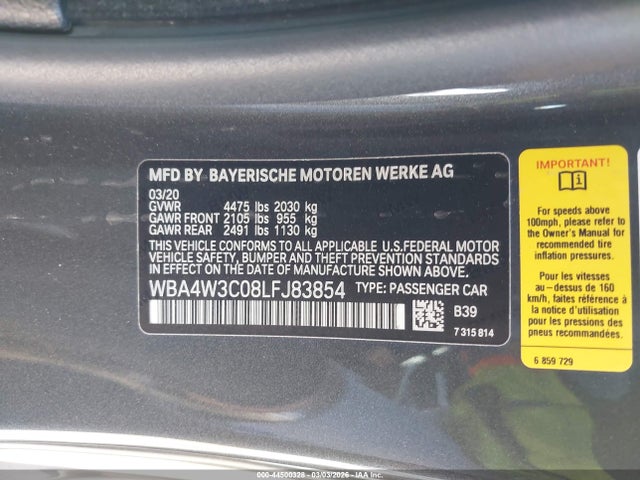 MFD BY BAYERISCHE MOTOREN WERKE AG
03/20
GVWR 4475 lbs 2030 kg
GAWR FRONT 2105 lbs 955 kg
GAWR REAR 2491 lbs 1130 kg
THIS VEHICLE CONFORMS TO ALL APPLICABLE U.S.FEDERAL MOTOR
VEHICLE SAFETY, BUMPER AND THEFT PREVENTION STANDARDS
IN EFFECT ON THE DATE OF MANUFACTURE SHOWN ABOVE.
WBA4W3C08LFJ83854 TYPE: PASSENGER CAR
B39
7 315 814
IMPORTANT!
For speeds above
100mph, please refer to
the Owner's Manual for
recommended tire
inflation pressures.
Pour les vitesses
au-dessus de 160
km/h, faites référence à
la notice d'utilisation
pour les pressions des
pneus recommandées.
6 859 729
000-44500328 - 03/03/2026 - IAA Inc.